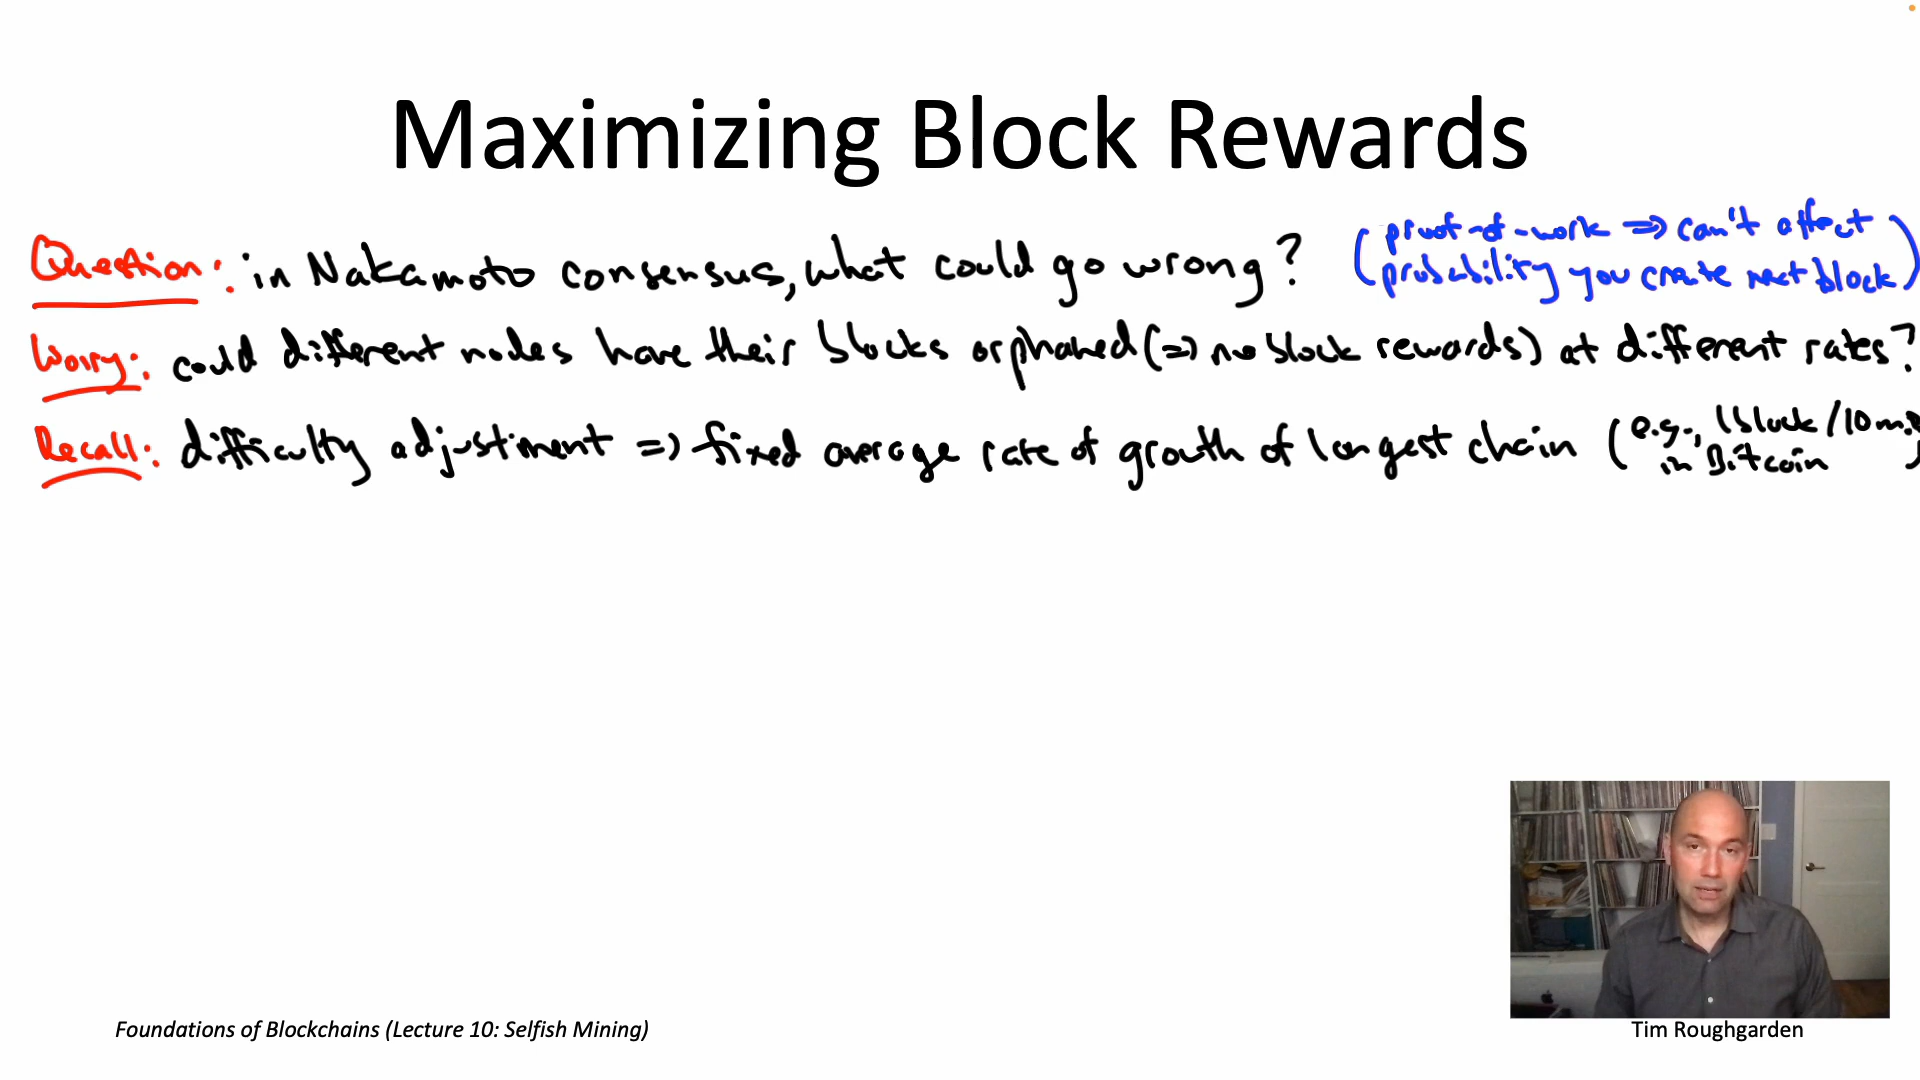 Maximizing Block Rewards
Question: in Nakamoto consensus, what could go wrong? (proof-of-work => can't affect
probability you create next block)
Worry: could different nodes have their blocks orphaned (=> no block rewards) at different rates?
Recall: difficulty adjustment => fixed average rate of growth of longest chain (e.g., 1 block/10 min
in Bitcoin)
Foundations of Blockchains (Lecture 10: Selfish Mining)
Tim Roughgarden